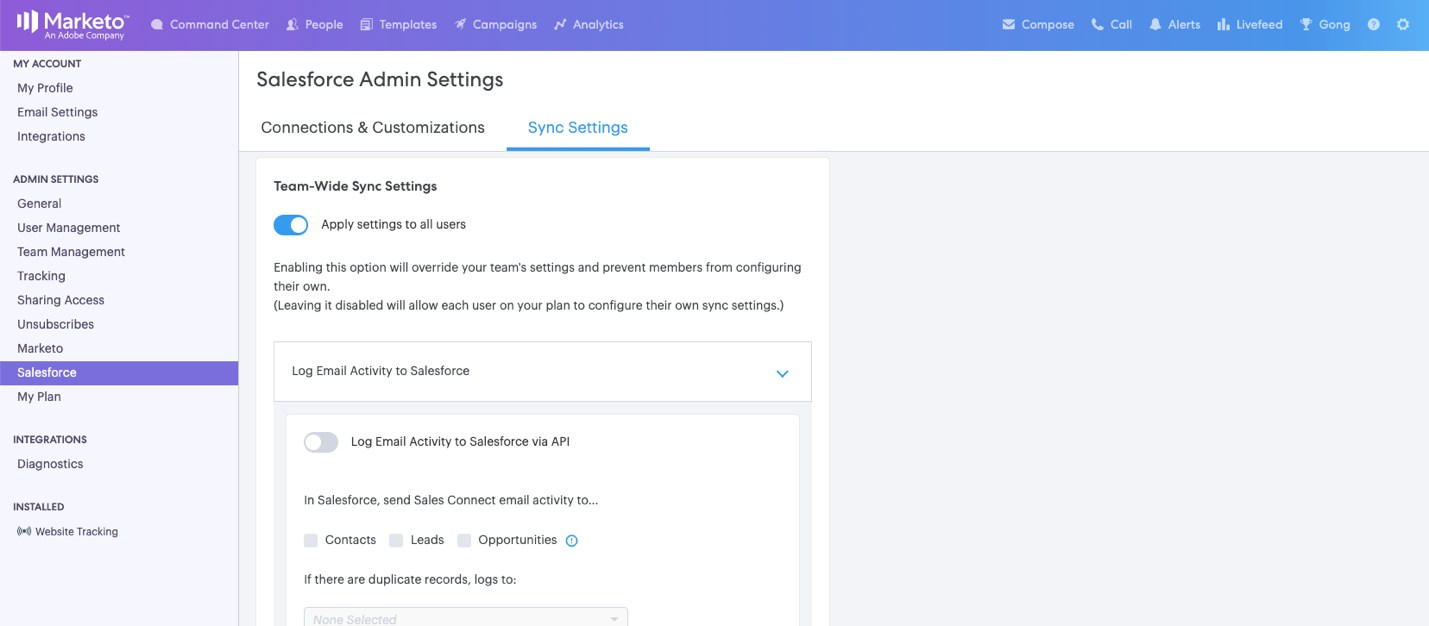 Marketo™
An Adobe Company
Command Center
People
Templates
Campaigns
Analytics
Compose
Call
Alerts
Livefeed
Gong
?
MY ACCOUNT
My Profile
Email Settings
Integrations
ADMIN SETTINGS
General
User Management
Team Management
Tracking
Sharing Access
Unsubscribes
Marketo
Salesforce
My Plan
INTEGRATIONS
Diagnostics
INSTALLED
Website Tracking
Salesforce Admin Settings
Connections & Customizations
Sync Settings
Team-Wide Sync Settings
Apply settings to all users
Enabling this option will override your team's settings and prevent members from configuring
their own.
(Leaving it disabled will allow each user on your plan to configure their own sync settings.)
Log Email Activity to Salesforce
Log Email Activity to Salesforce via API
In Salesforce, send Sales Connect email activity to...
Contacts
Leads
Opportunities
If there are duplicate records, logs to:
None Selected